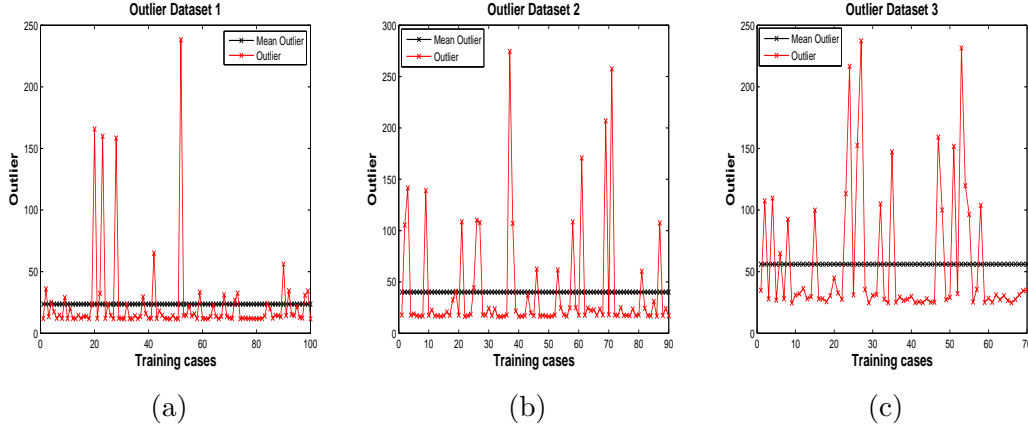 Outlier Dataset 1
250
200
150
100
50
0
Outlier
Mean Outlier
Outlier
0 20 40 60 80 100
Training cases
(a)
Outlier Dataset 2
300
250
200
150
100
50
0
Outlier
Mean Outlier
Outlier
0 10 20 30 40 50 60 70 80 90
Training cases
(b)
Outlier Dataset 3
250
200
150
100
50
0
Outlier
Mean Outlier
Outlier
0 10 20 30 40 50 60 70
Training cases
(c)